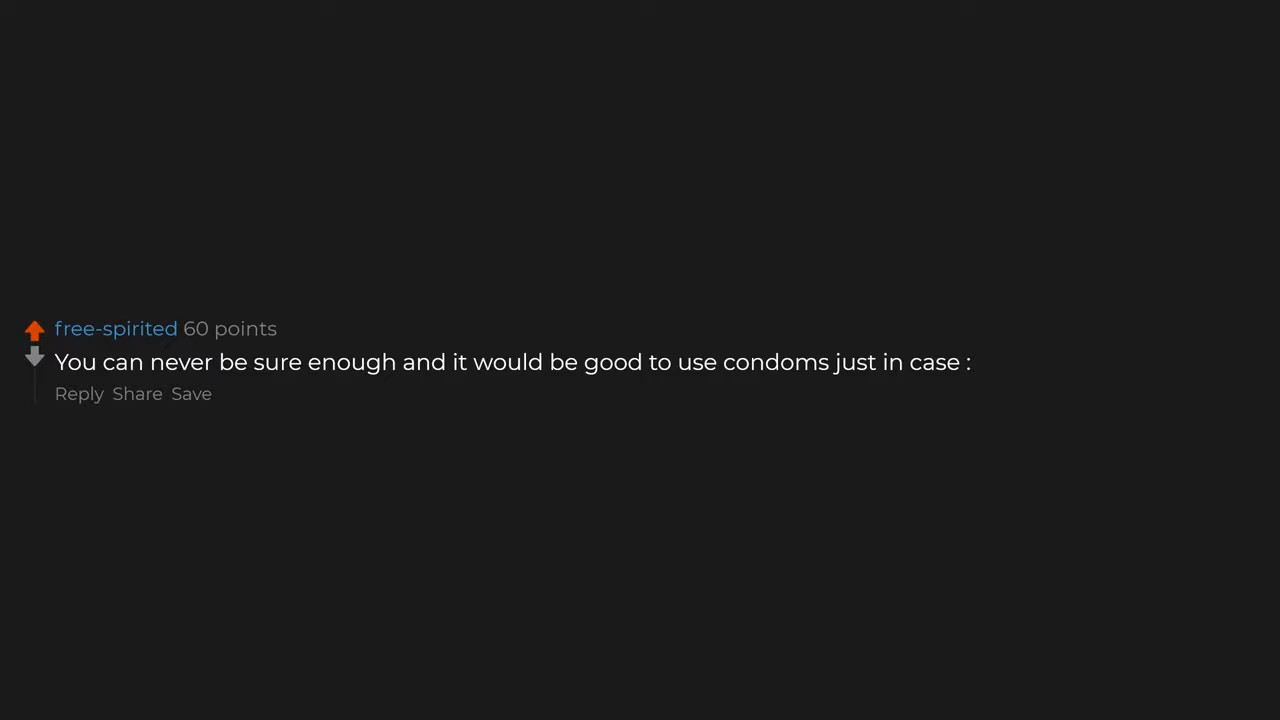 free-spirited 60 points
You can never be sure enough and it would be good to use condoms just in case :
Reply Share Save